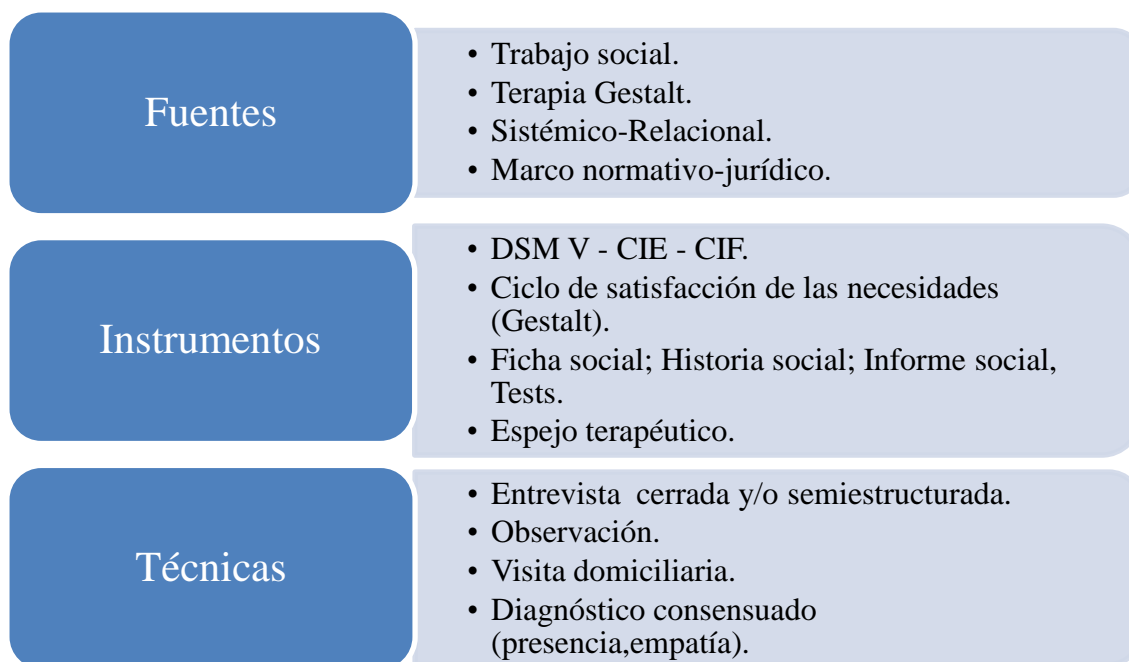 Fuentes
• Trabajo social.
• Terapia Gestalt.
• Sistémico-Relacional.
• Marco normativo-jurídico.
Instrumentos
• DSM V - CIE - CIF.
• Ciclo de satisfacción de las necesidades
(Gestalt).
• Ficha social; Historia social; Informe social,
Tests.
• Espejo terapéutico.
Técnicas
• Entrevista cerrada y/o semiestructurada.
• Observación.
• Visita domiciliaria.
• Diagnóstico consensuado
(presencia,empatía).